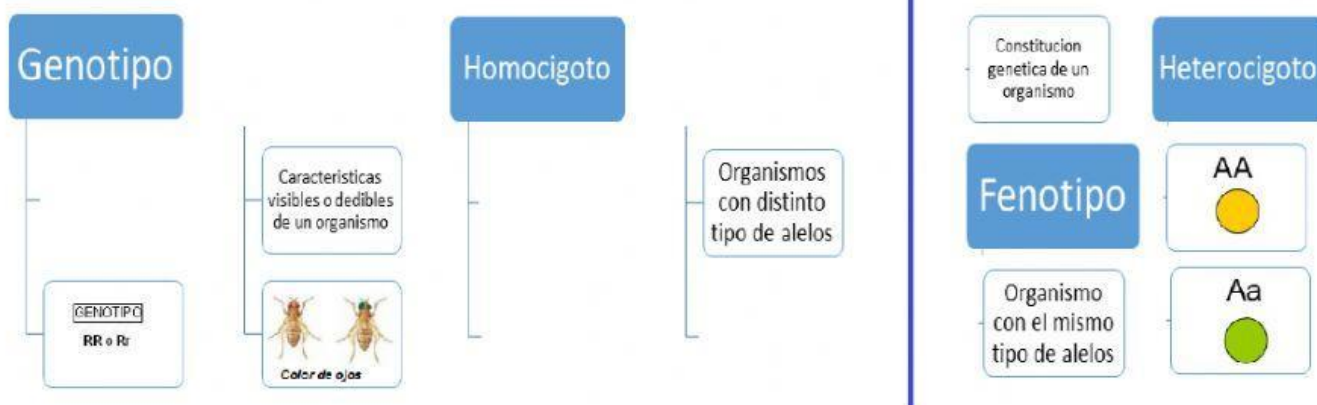 Genotipo
GENOTIPO
RR o Rr
Caracteristicas
visibles o dedibles
de un organismo
Color de ojos
Homocigoto
Organismos
con distinto
tipo de alelos
Constitucion
genetica de un
organismo
Heterocigoto
Fenotipo
AA
Organismo
con el mismo
tipo de alelos
Aa